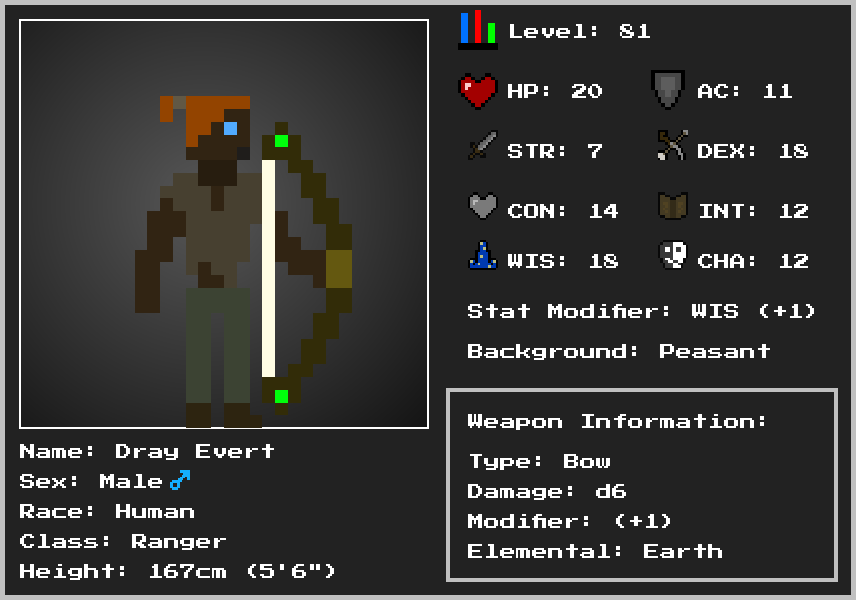 Level: 81
HP: 20 AC: 11
STR: 7 DEX: 18
CON: 14 INT: 12
WIS: 18 CHA: 12
Stat Modifier: WIS (+1)
Background: Peasant
Weapon Information:
Type: Bow
Damage: d6
Modifier: (+1)
Elemental: Earth
Name: Dray Evert
Sex: Male ♂
Race: Human
Class: Ranger
Height: 167cm (5'6")